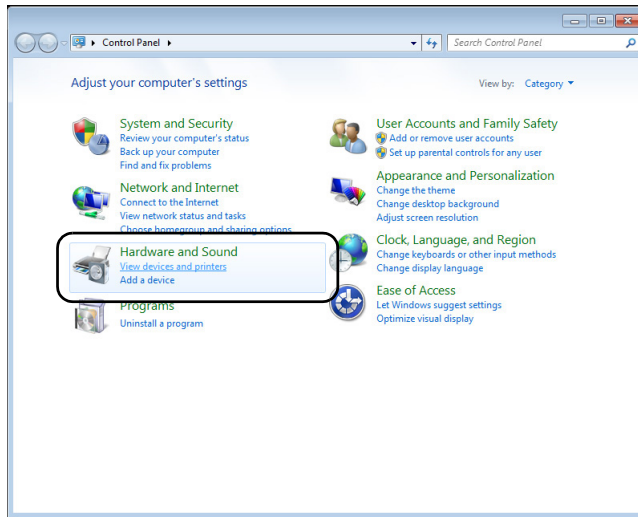 Control Panel
Search Control Panel
Adjust your computer's settings
View by: Category
System and Security
Review your computer's status
Back up your computer
Find and fix problems
Network and Internet
Connect to the Internet
View network status and tasks
Choose homegroup and sharing options
Hardware and Sound
View devices and printers
Add a device
Programs
Uninstall a program
User Accounts and Family Safety
Add or remove user accounts
Set up parental controls for any user
Appearance and Personalization
Change the theme
Change desktop background
Adjust screen resolution
Clock, Language, and Region
Change keyboards or other input methods
Change display language
Ease of Access
Let Windows suggest settings
Optimize visual display